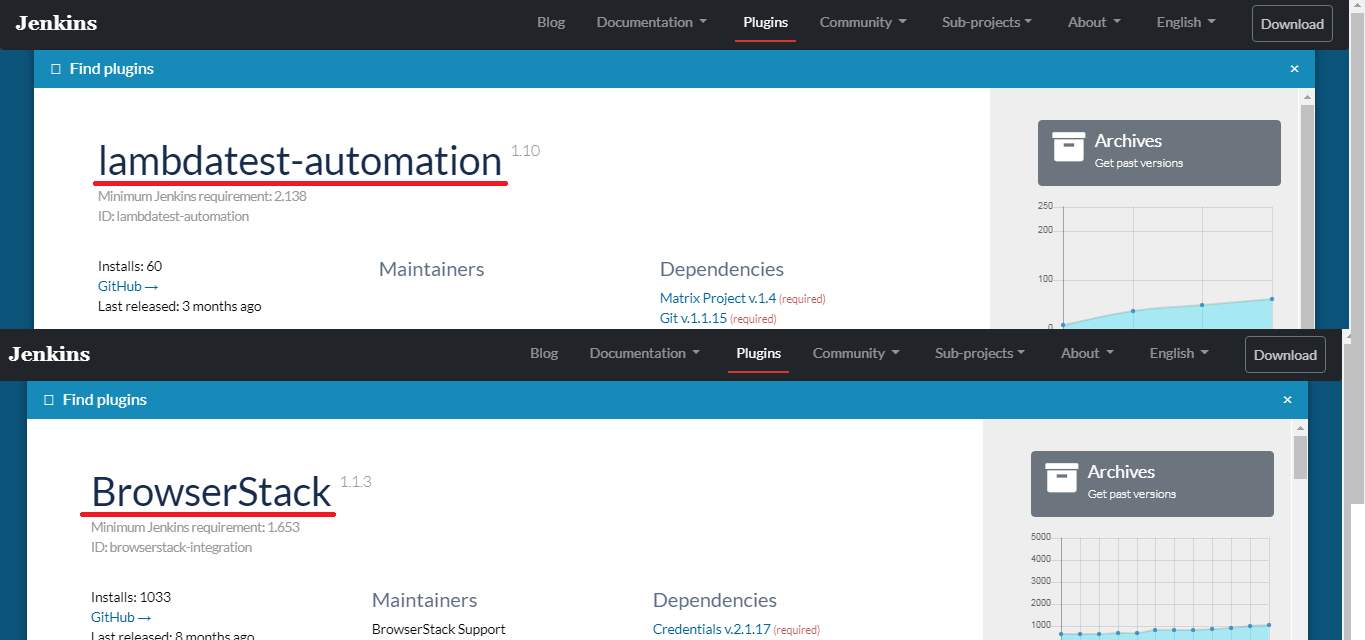 Jenkins Blog Documentation Plugins Community Sub-projects About English Download
Find plugins ×
lambdatest-automation 1.10
Minimum Jenkins requirement: 2.138
ID: lambdatest-automation
Archives
Get past versions
Installs: 60
GitHub →
Last released: 3 months ago
Maintainers
Dependencies
Matrix Project v.1.4 (required)
Git v.1.1.15 (required)
250
200
100
0
Jenkins Blog Documentation Plugins Community Sub-projects About English Download
Find plugins ×
BrowserStack 1.1.3
Minimum Jenkins requirement: 1.653
ID: browserstack-integration
Archives
Get past versions
Installs: 1033
GitHub →
Last released: 8 months ago
Maintainers
BrowserStack Support
Dependencies
Credentials v.2.1.17 (required)
5000
4000
3000
2000
1000